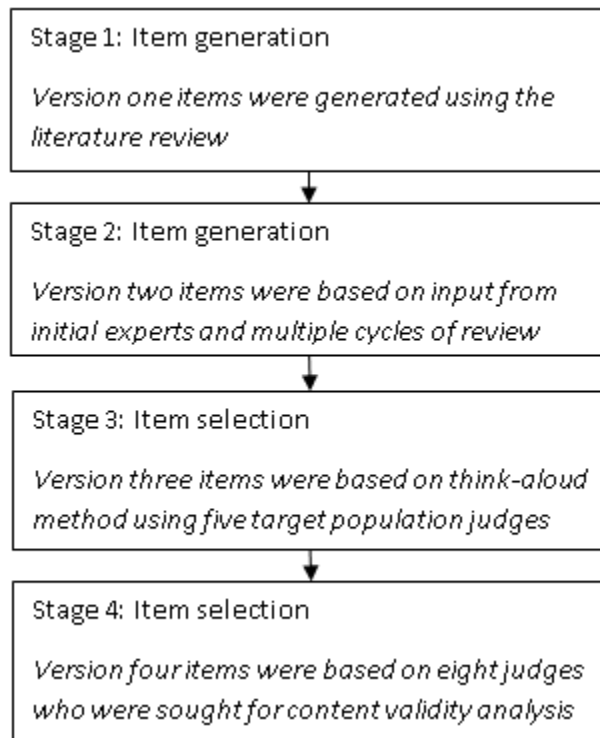 Stage 1: Item generation
Version one items were generated using the
literature review
Stage 2: Item generation
Version two items were based on input from
initial experts and multiple cycles of review
Stage 3: Item selection
Version three items were based on think-aloud
method using five target population judges
Stage 4: Item selection
Version four items were based on eight judges
who were sought for content validity analysis